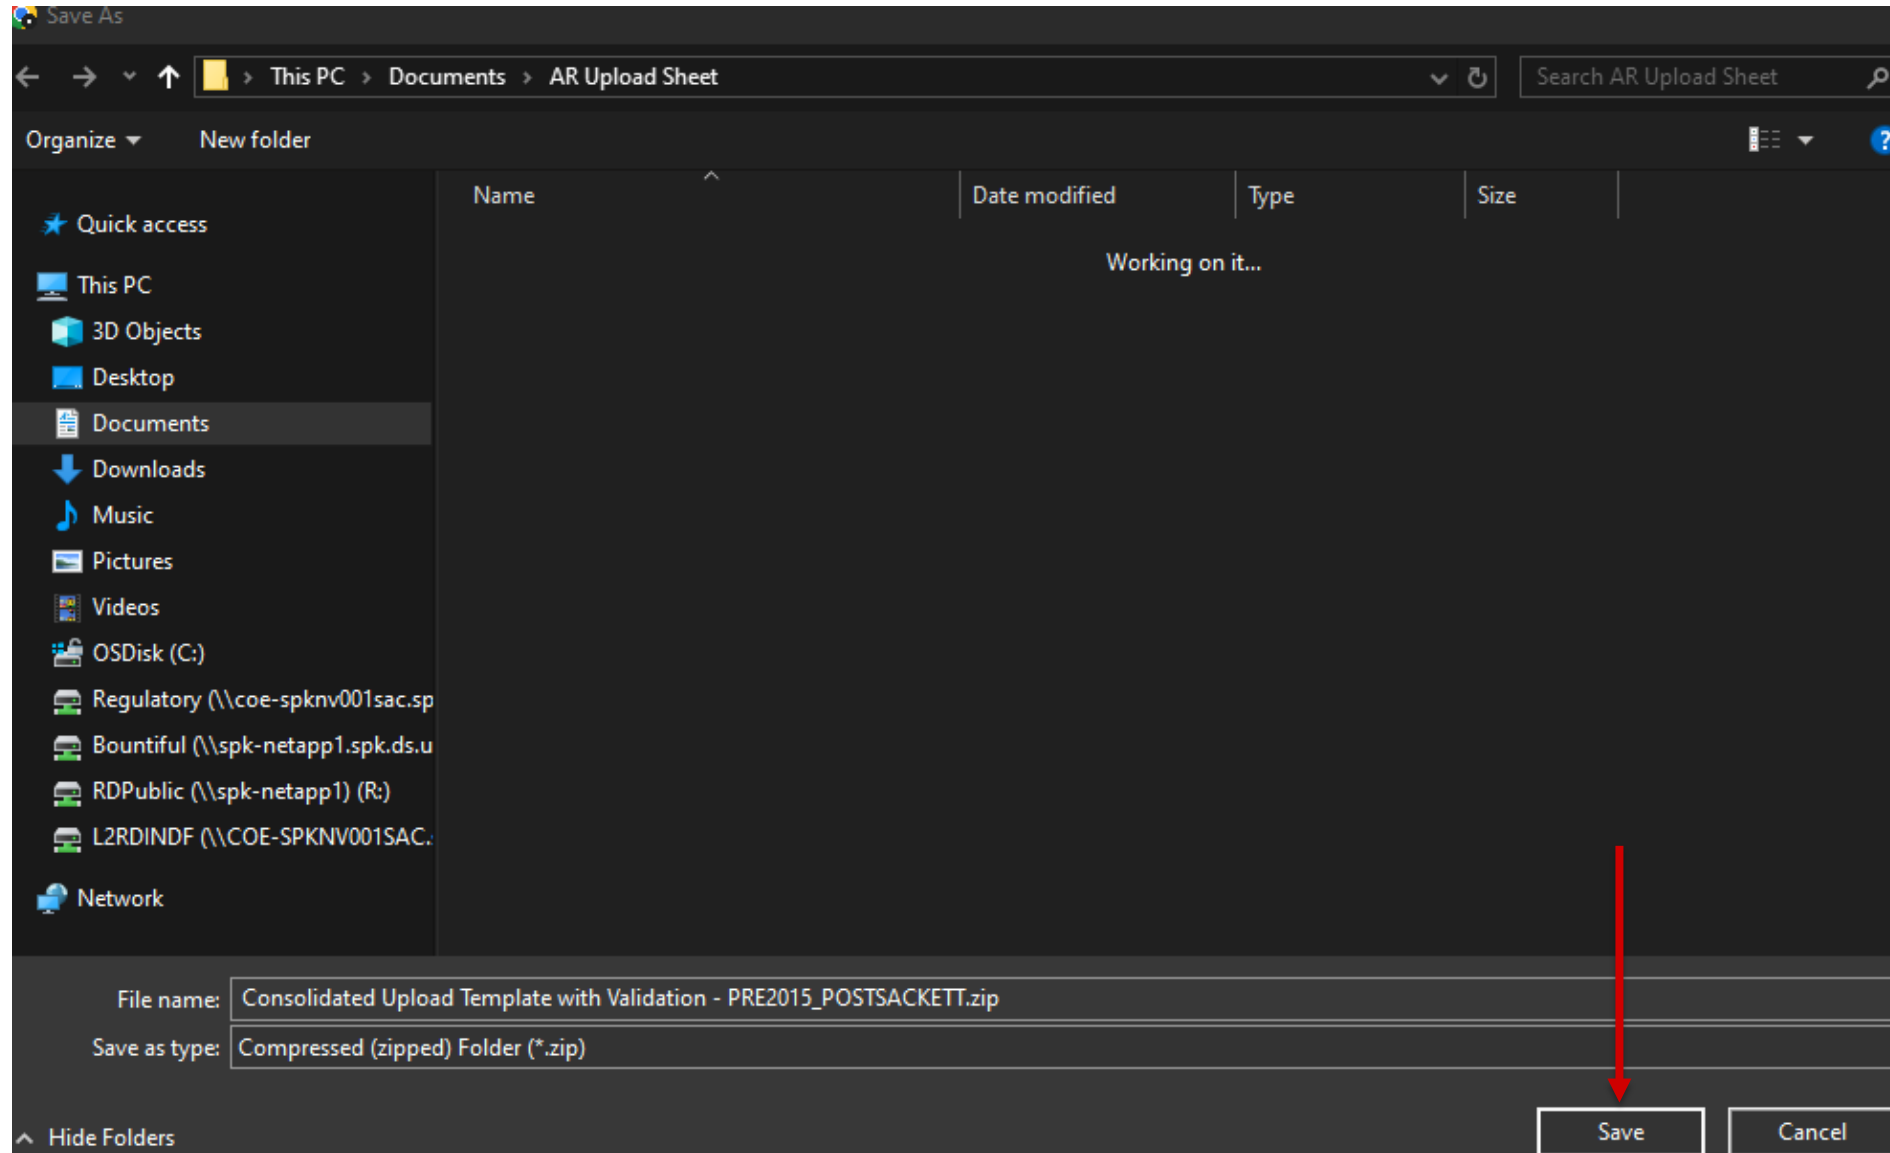 Save As
This PC > Documents > AR Upload Sheet
Search AR Upload Sheet
Organize
New folder
?
Name
Date modified
Type
Size
Working on it...
Quick access
This PC
3D Objects
Desktop
Documents
Downloads
Music
Pictures
Videos
OSDisk (C:)
Regulatory (\\coe-spknv001sac.sp
Bountiful (\\spk-netapp1.spk.ds.u
RDPublic (\\spk-netapp1) (R:)
L2RDINDF (\\COE-SPKNV001SAC.
Network
File name: Consolidated Upload Template with Validation - PRE2015_POSTSACKETT.zip
Save as type: Compressed (zipped) Folder (*.zip)
Hide Folders
Save
Cancel